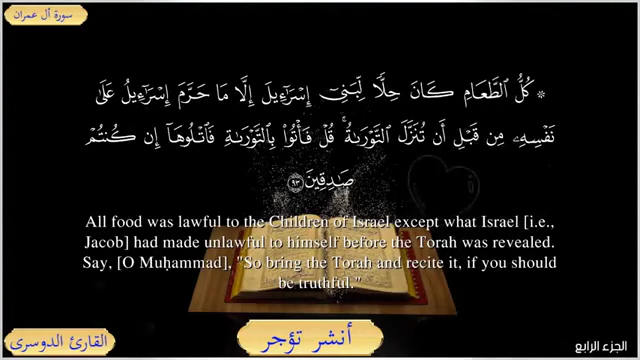 سورة آل عمران
۞ كُلُّ ٱلطَّعَامِ كَانَ حِلًّا لِّبَنِىٓ إِسْرَٰٓءِيلَ إِلَّا مَا حَرَّمَ إِسْرَٰٓءِيلُ عَلَىٰ
نَفْسِهِۦ مِن قَبْلِ أَن تُنَزَّلَ ٱلتَّوْرَىٰةُ ۗ قُلْ فَأْتُوا۟ بِٱلتَّوْرَىٰةِ فَٱتْلُوهَآ إِن كُنتُمْ
صَـٰدِقِينَ ٩٣
All food was lawful to the Children of Israel except what Israel [i.e.,
Jacob] had made unlawful to himself before the Torah was revealed.
Say, [O Muḥammad], "So bring the Torah and recite it, if you should
be truthful."
القارئ الدوسرى
أنشر تؤجر
الجزء الرابع